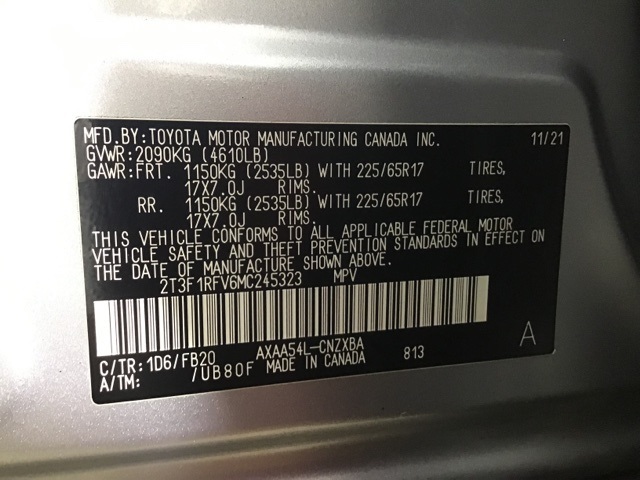 MFD.BY:TOYOTA MOTOR MANUFACTURING CANADA INC. 11/21
GVWR:2090KG (4610LB)
GAWR:FRT. 1150KG (2535LB) WITH 225/65R17 TIRES,
17X7.0J RIMS.
RR. 1150KG (2535LB) WITH 225/65R17 TIRES,
17X7.0J RIMS.
THIS VEHICLE CONFORMS TO ALL APPLICABLE FEDERAL MOTOR
VEHICLE SAFETY AND THEFT PREVENTION STANDARDS IN EFFECT ON
THE DATE OF MANUFACTURE SHOWN ABOVE.
2T3F1RFV6MC245323 MPV
A
C/TR:1D6/FB20 AXAA54L-CNZXBA 813
A/TM: /UB80F MADE IN CANADA